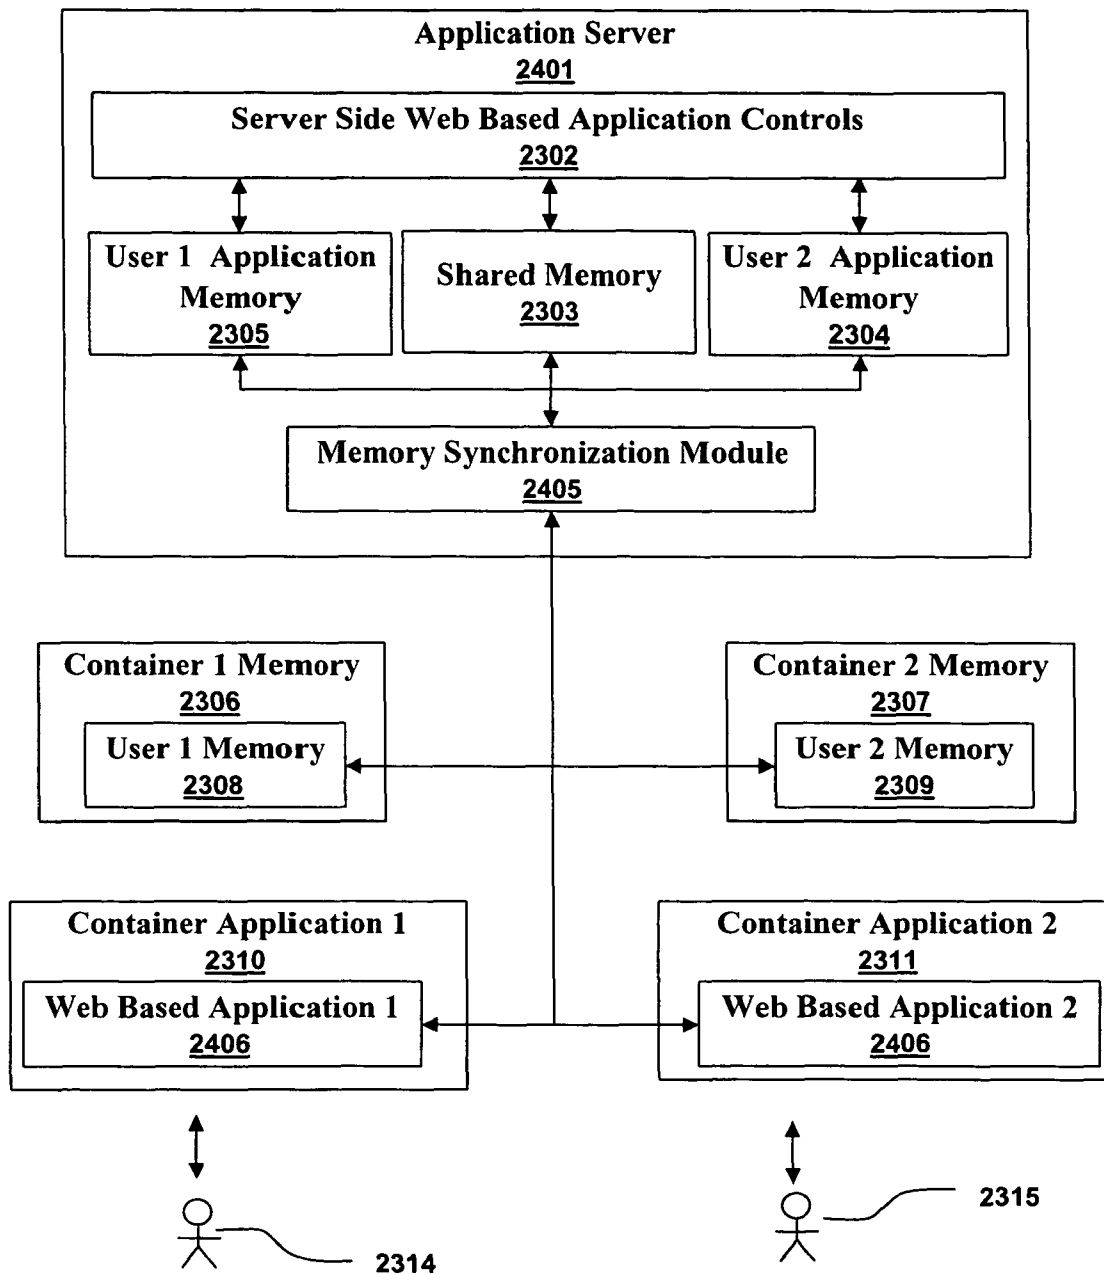 Application Server
2401
Server Side Web Based Application Controls
2302
User 1 Application
Memory
2305
Shared Memory
2303
User 2 Application
Memory
2304
Memory Synchronization Module
2405
Container 1 Memory
2306
User 1 Memory
2308
Container 2 Memory
2307
User 2 Memory
2309
Container Application 1
2310
Web Based Application 1
2406
Container Application 2
2311
Web Based Application 2
2406
2314
2315